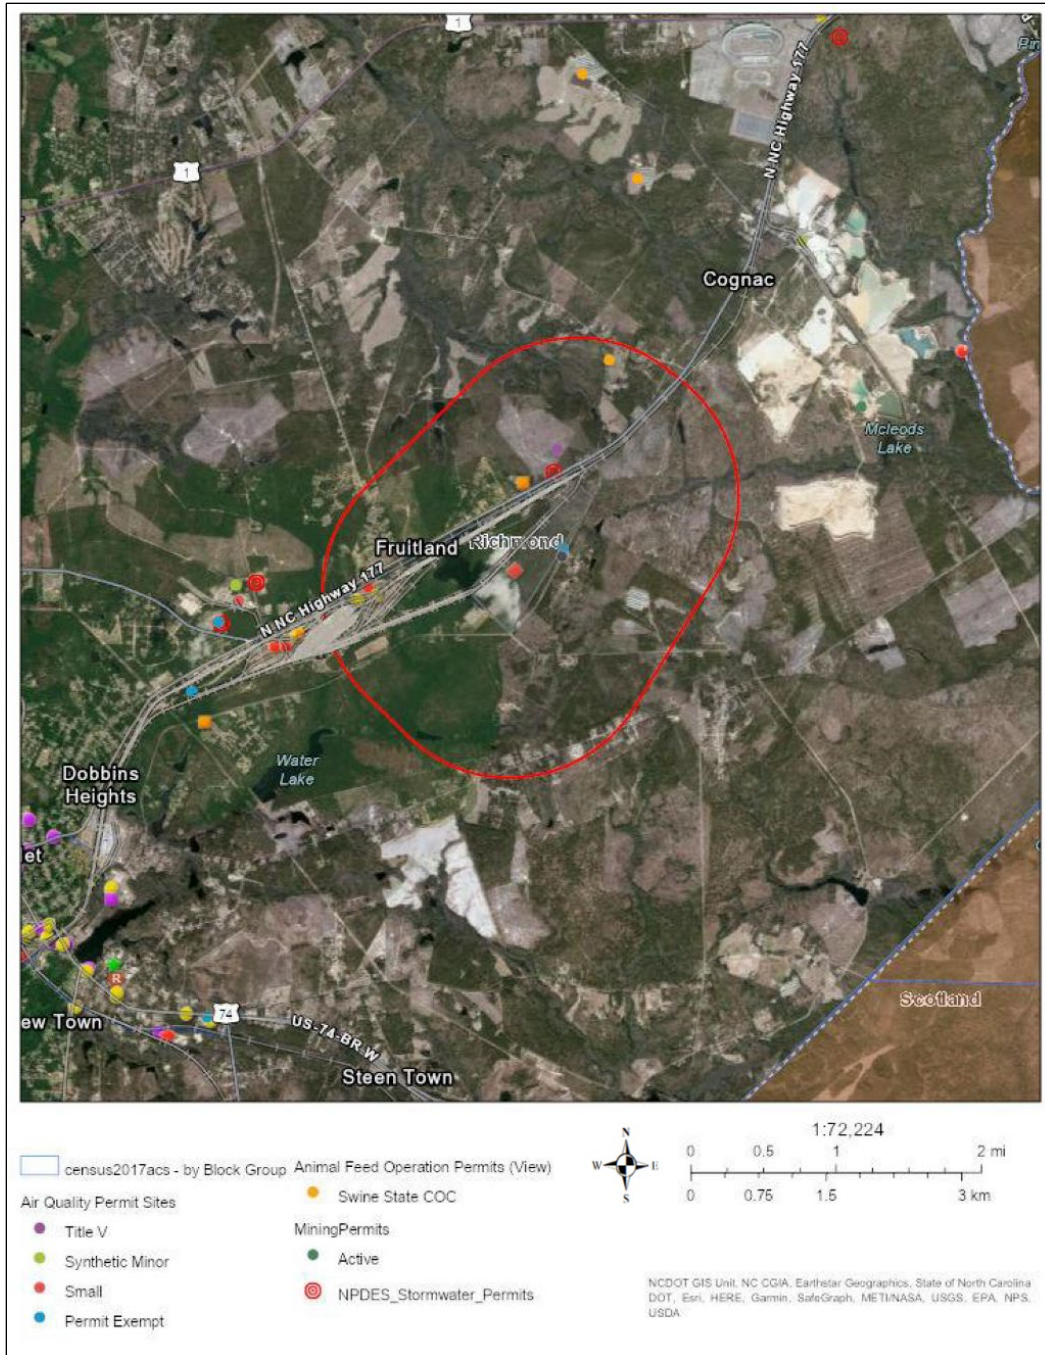 1
Pin
N NC Highway 177
1
Cognac
Mcleods
Lake
Fruitland
Richmond
N NC Highway 177
Water
Lake
Dobbins
Heights
et
R
Scotland
ew Town
74
US-74-BR W
Steen Town
1:72,224
N
W E
S
0 0.5 1 2 mi
0 0.75 1.5 3 km
census2017acs - by Block Group
Air Quality Permit Sites
Title V
Synthetic Minor
Small
Permit Exempt
Animal Feed Operation Permits (View)
Swine State COC
MiningPermits
Active
NPDES_Stormwater_Permits
NCDOT GIS Unit, NC CGIA, Earthstar Geographics, State of North Carolina
DOT, Esri, HERE, Garmin, SafeGraph, METI/NASA, USGS, EPA, NPS,
USDA